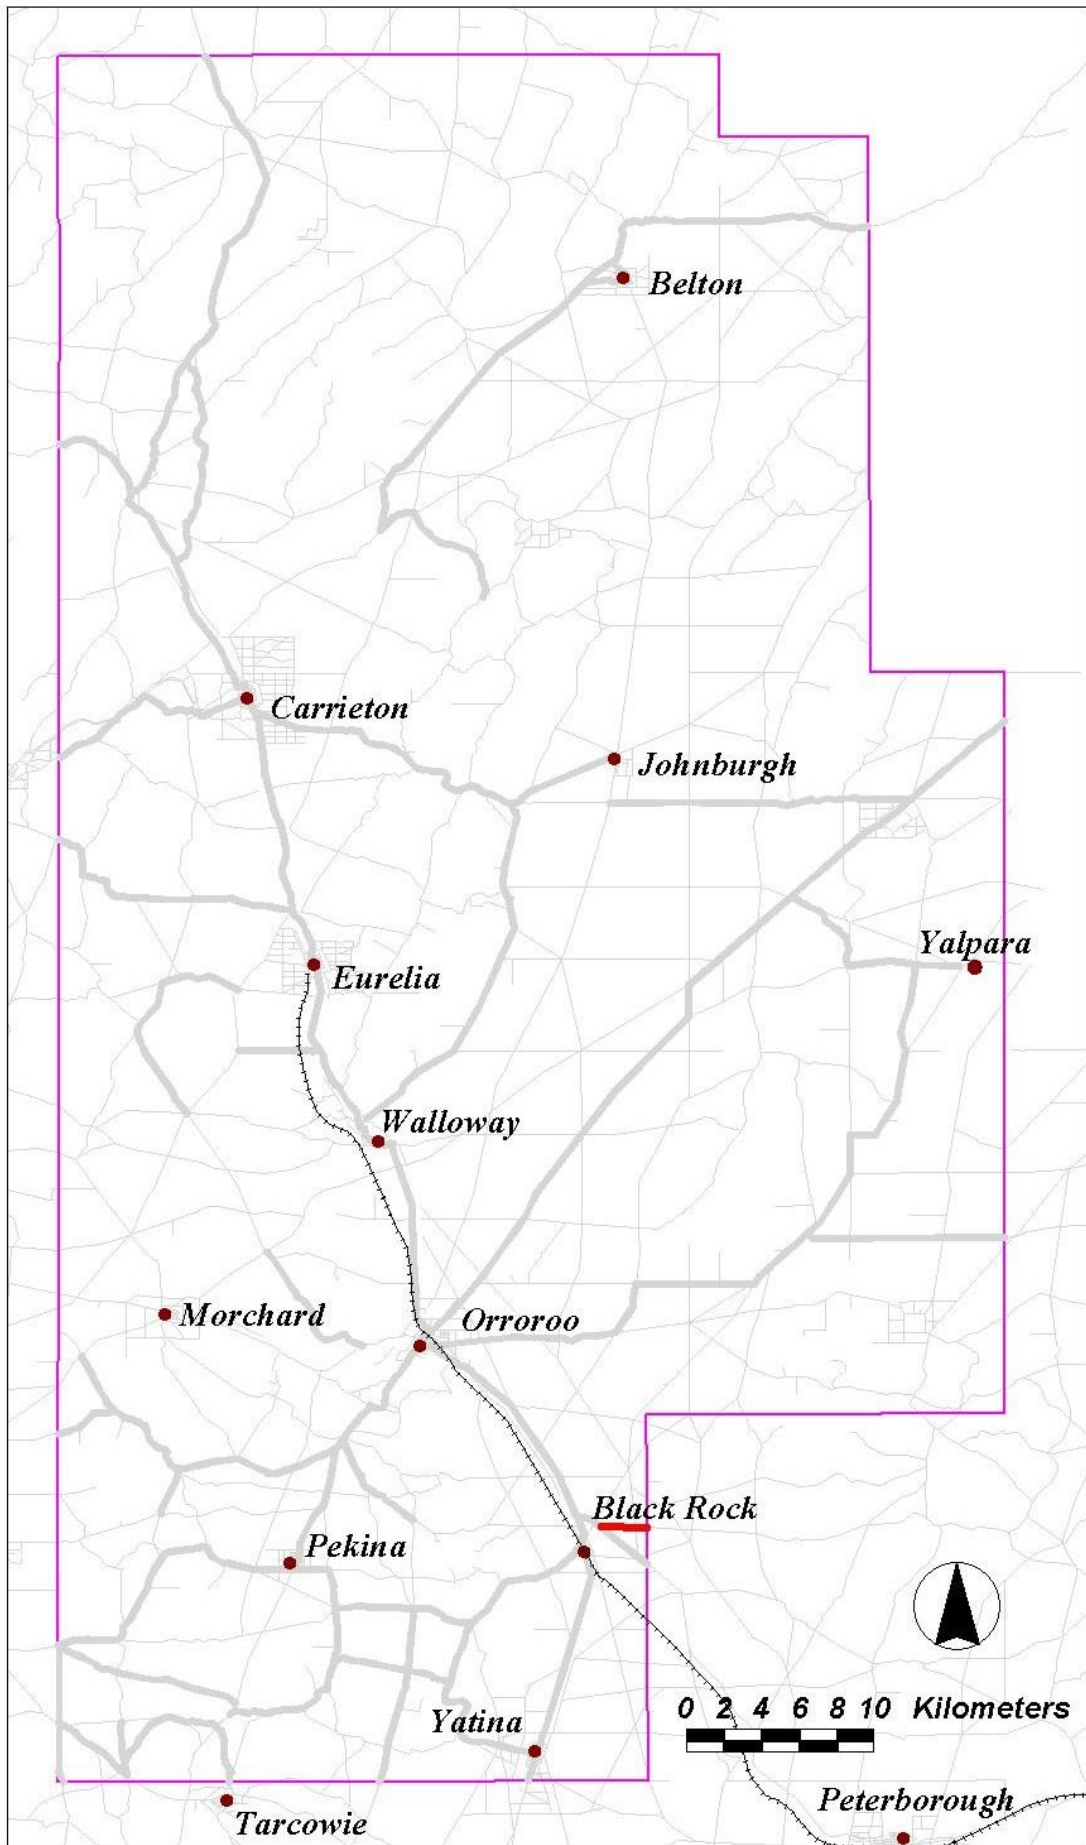 Belton
Carrieton
Johnburgh
Yalpara
Eurelia
Walloway
Morchard
Orroroo
Black Rock
Pekina
0 2 4 6 8 10 Kilometers
Yatina
Peterborough
Tarcowie